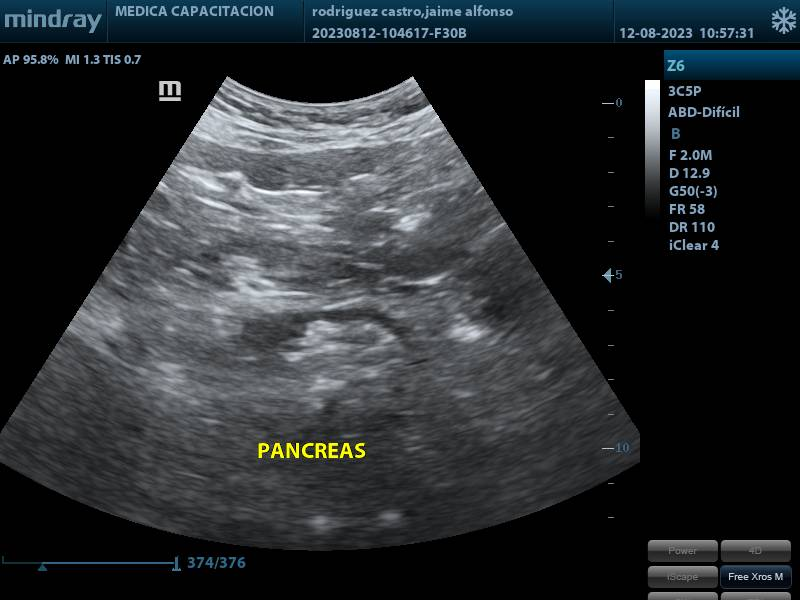 mindray
MEDICA CAPACITACION
rodriguez castro,jaime alfonso
20230812-104617-F30B
12-08-2023 10:57:31
AP 95.8% MI 1.3 TIS 0.7
m
Z6
3C5P
ABD-Difícil
B
F 2.0M
D 12.9
G50(-3)
FR 58
DR 110
iClear 4
0
5
10
PANCREAS
374/376
Power
4D
iScape
Free Xros M